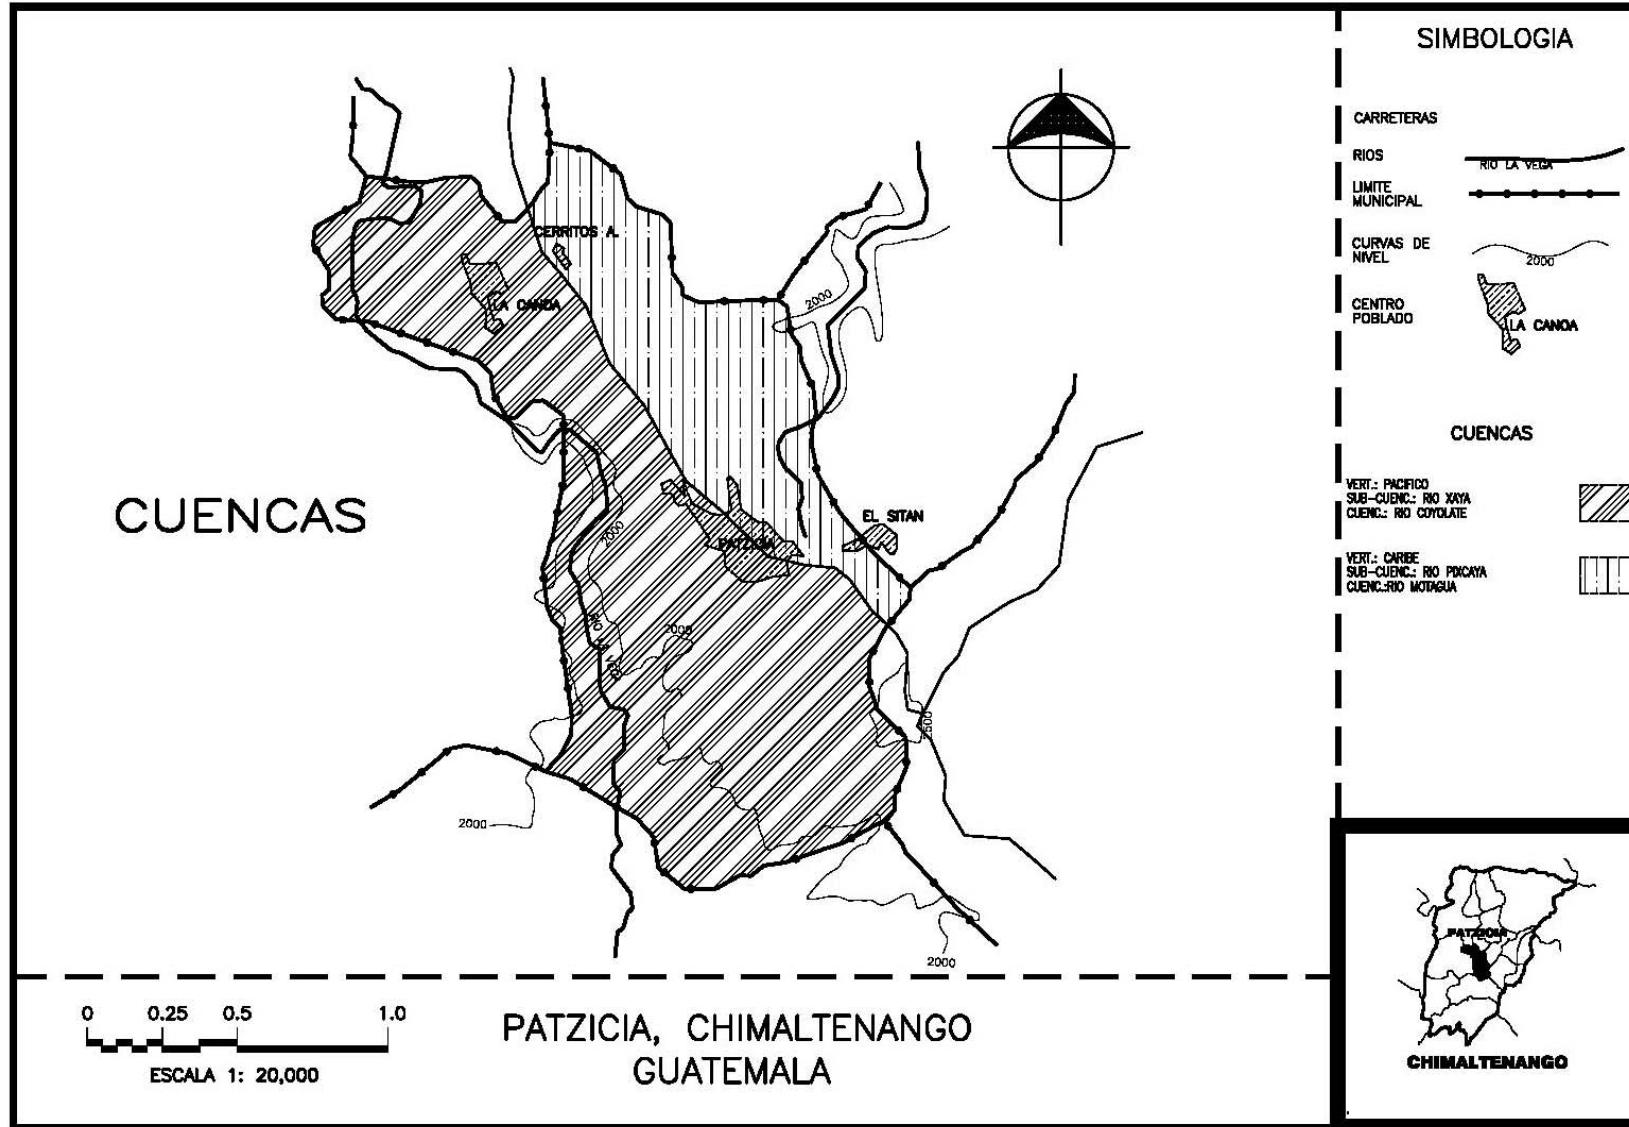 SIMBOLOGIA
CARRETERAS
RIOS
RIO LA VEGA
LIMITE
MUNICIPAL
CURVAS DE
NIVEL
2000
CENTRO
POBLADO
LA CANOA
CUENCAS
VERT.: PACIFICO
SUB-CUENC.: RIO XAYA
CUENC.: RIO COYOLATE
VERT.: CARIBE
SUB-CUENC.: RIO PIXCAYA
CUENC.:RIO MOTAGUA
CERRITOS A.
LA CANOA
2000
CUENCAS
EL SITAN
PATZICIA
2000
RIO LA VEGA
2000
2500
2000
2000
PATZICIA
CHIMALTENANGO
0 0.25 0.5 1.0
ESCALA 1: 20,000
PATZICIA, CHIMALTENANGO
GUATEMALA